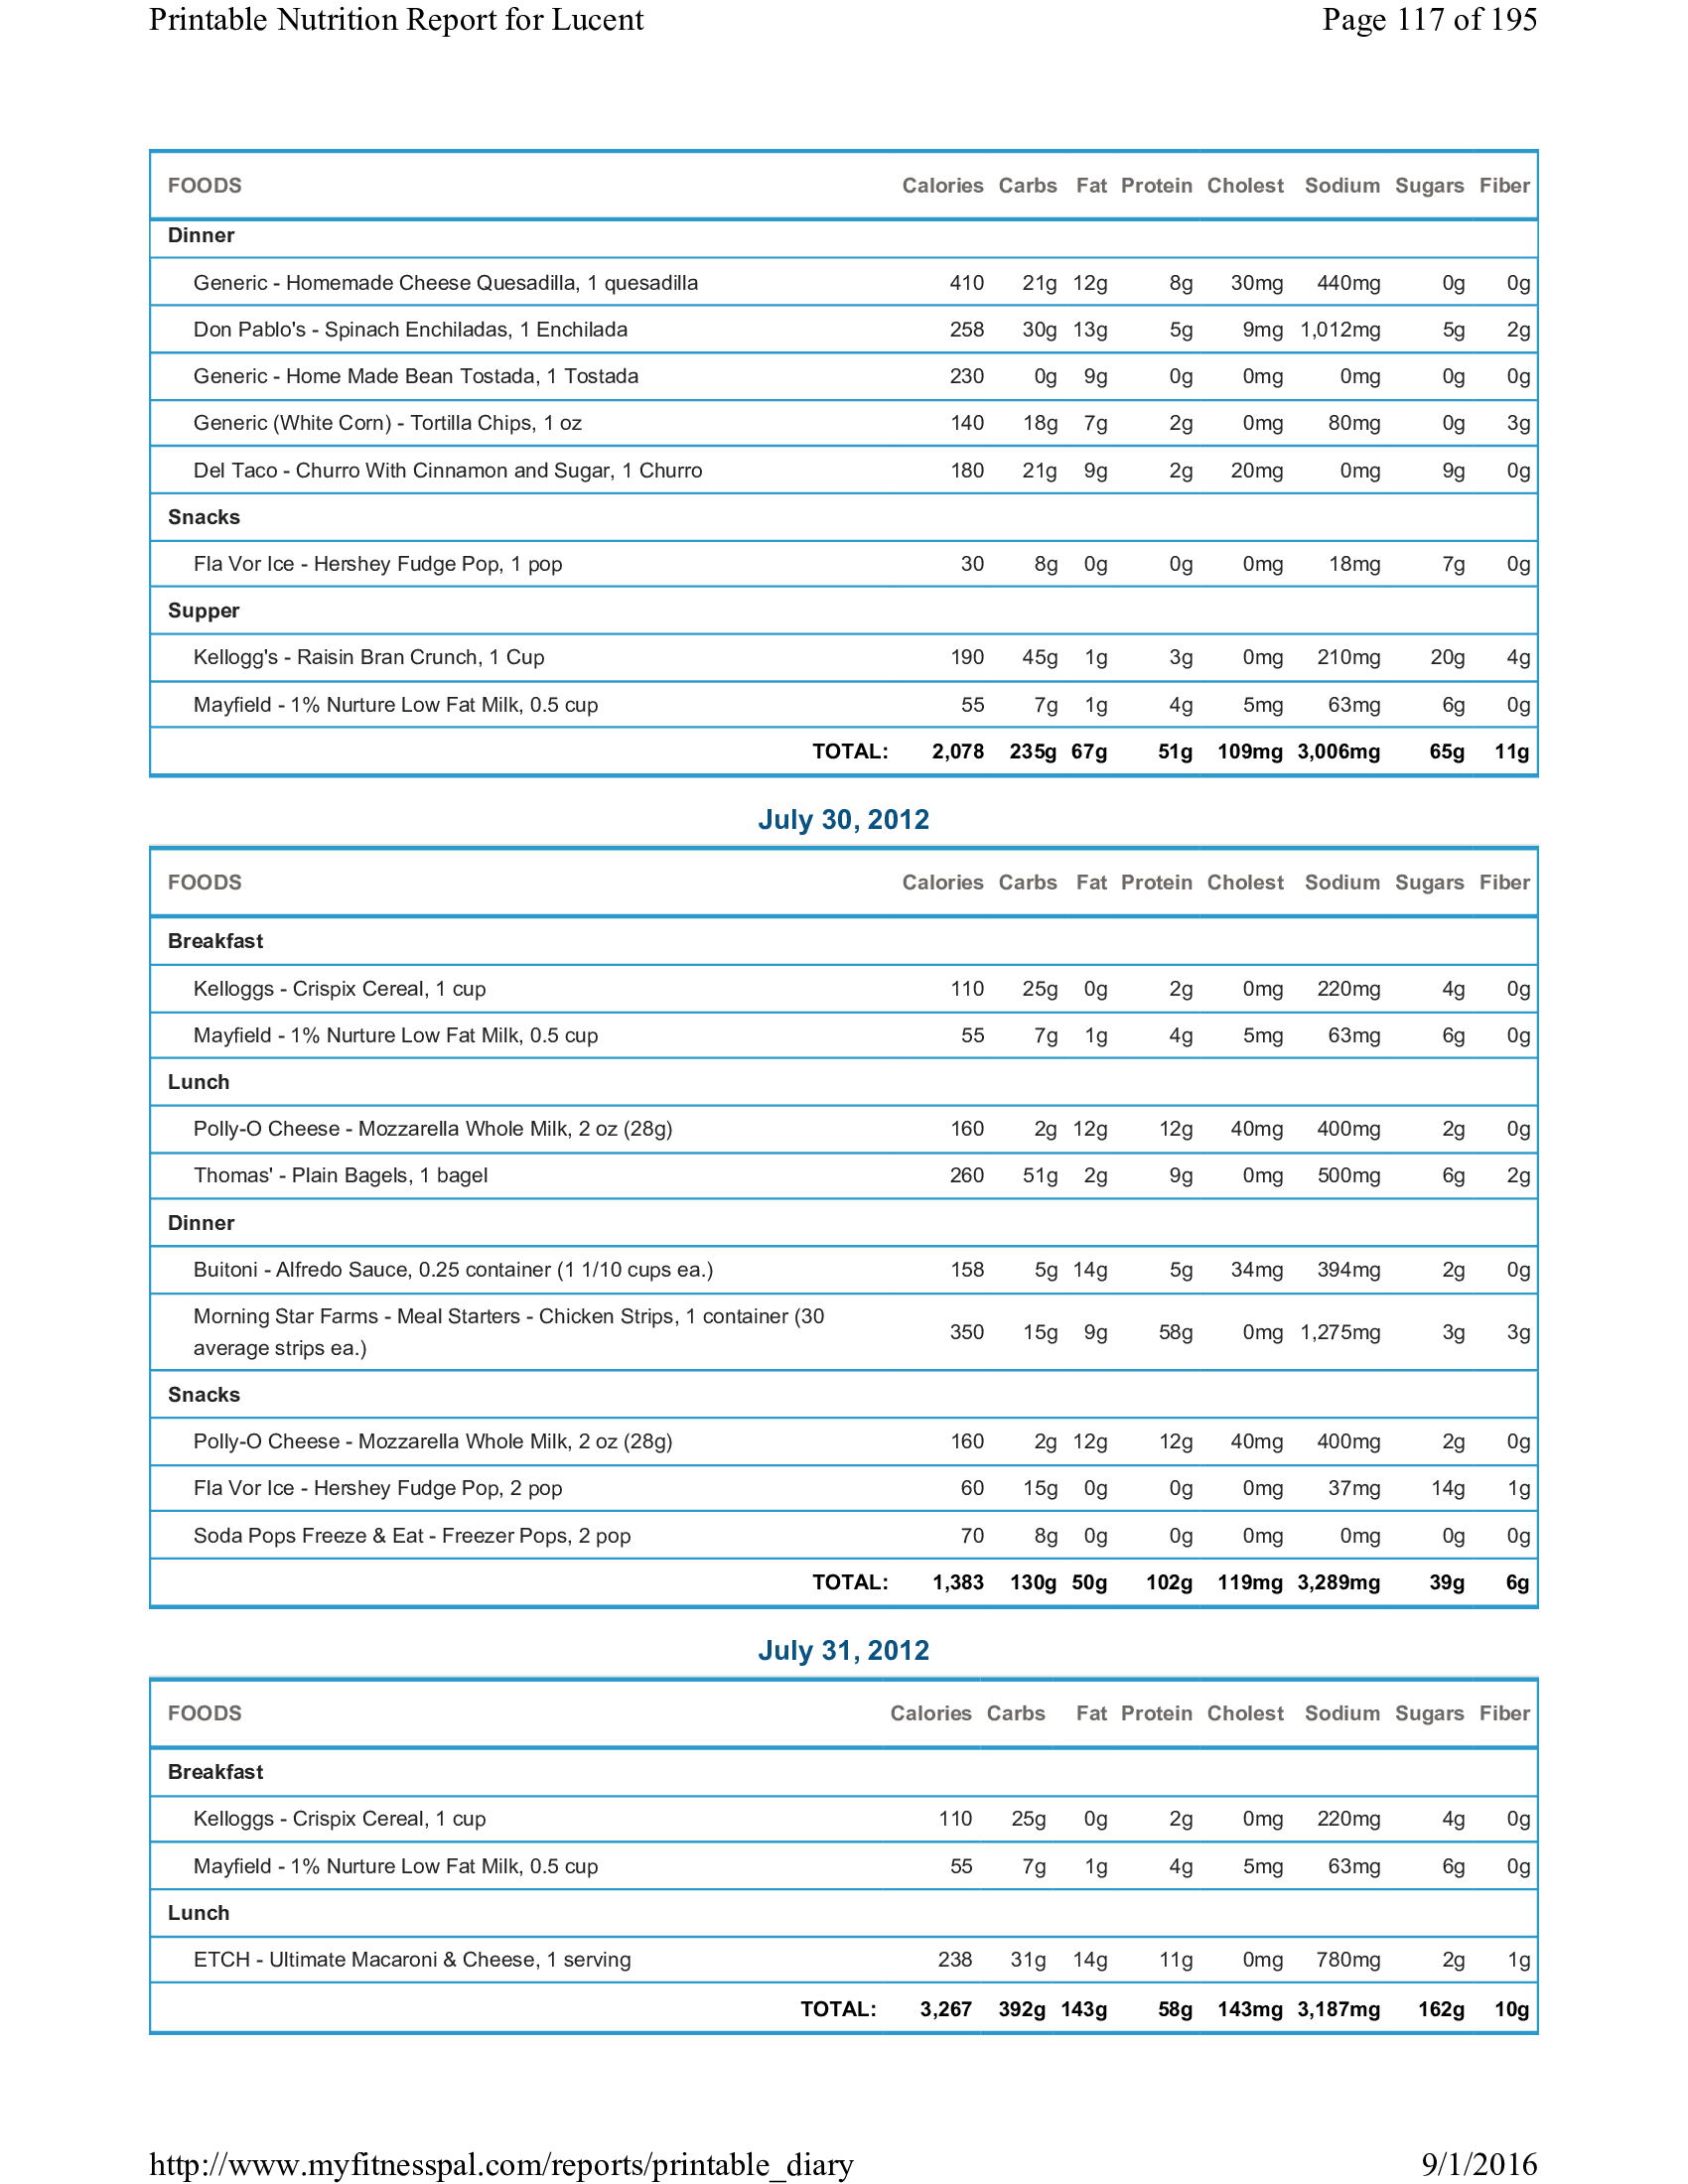 Printable Nutrition Report for Lucent Page 117 of 195
FOODS Calories Carbs Fat Protein Cholest Sodium Sugars Fiber
Dinner
Generic - Homemade Cheese Quesadilla, 1 quesadilla 410 21g 12g 8g 30mg 440mg 0g 0g
Don Pablo's - Spinach Enchiladas, 1 Enchilada 258 30g 13g 5g 9mg 1,012mg 5g 2g
Generic - Home Made Bean Tostada, 1 Tostada 230 0g 9g 0g 0mg 0mg 0g 0g
Generic (White Corn) - Tortilla Chips, 1 oz 140 18g 7g 2g 0mg 80mg 0g 3g
Del Taco - Churro With Cinnamon and Sugar, 1 Churro 180 21g 9g 2g 20mg 0mg 9g 0g
Snacks
Fla Vor Ice - Hershey Fudge Pop, 1 pop 30 8g 0g 0g 0mg 18mg 7g 0g
Supper
Kellogg's - Raisin Bran Crunch, 1 Cup 190 45g 1g 3g 0mg 210mg 20g 4g
Mayfield - 1% Nurture Low Fat Milk, 0.5 cup 55 7g 1g 4g 5mg 63mg 6g 0g
TOTAL: 2,078 235g 67g 51g 109mg 3,006mg 65g 11g
July 30, 2012
FOODS Calories Carbs Fat Protein Cholest Sodium Sugars Fiber
Breakfast
Kelloggs - Crispix Cereal, 1 cup 110 25g 0g 2g 0mg 220mg 4g 0g
Mayfield - 1% Nurture Low Fat Milk, 0.5 cup 55 7g 1g 4g 5mg 63mg 6g 0g
Lunch
Polly-O Cheese - Mozzarella Whole Milk, 2 oz (28g) 160 2g 12g 12g 40mg 400mg 2g 0g
Thomas' - Plain Bagels, 1 bagel 260 51g 2g 9g 0mg 500mg 6g 2g
Dinner
Buitoni - Alfredo Sauce, 0.25 container (1 1/10 cups ea.) 158 5g 14g 5g 34mg 394mg 2g 0g
Morning Star Farms - Meal Starters - Chicken Strips, 1 container (30
average strips ea.) 350 15g 9g 58g 0mg 1,275mg 3g 3g
Snacks
Polly-O Cheese - Mozzarella Whole Milk, 2 oz (28g) 160 2g 12g 12g 40mg 400mg 2g 0g
Fla Vor Ice - Hershey Fudge Pop, 2 pop 60 15g 0g 0g 0mg 37mg 14g 1g
Soda Pops Freeze & Eat - Freezer Pops, 2 pop 70 8g 0g 0g 0mg 0mg 0g 0g
TOTAL: 1,383 130g 50g 102g 119mg 3,289mg 39g 6g
July 31, 2012
FOODS Calories Carbs Fat Protein Cholest Sodium Sugars Fiber
Breakfast
Kelloggs - Crispix Cereal, 1 cup 110 25g 0g 2g 0mg 220mg 4g 0g
Mayfield - 1% Nurture Low Fat Milk, 0.5 cup 55 7g 1g 4g 5mg 63mg 6g 0g
Lunch
ETCH - Ultimate Macaroni & Cheese, 1 serving 238 31g 14g 11g 0mg 780mg 2g 1g
TOTAL: 3,267 392g 143g 58g 143mg 3,187mg 162g 10g
http://www.myfitnesspal.com/reports/printable_diary 9/1/2016